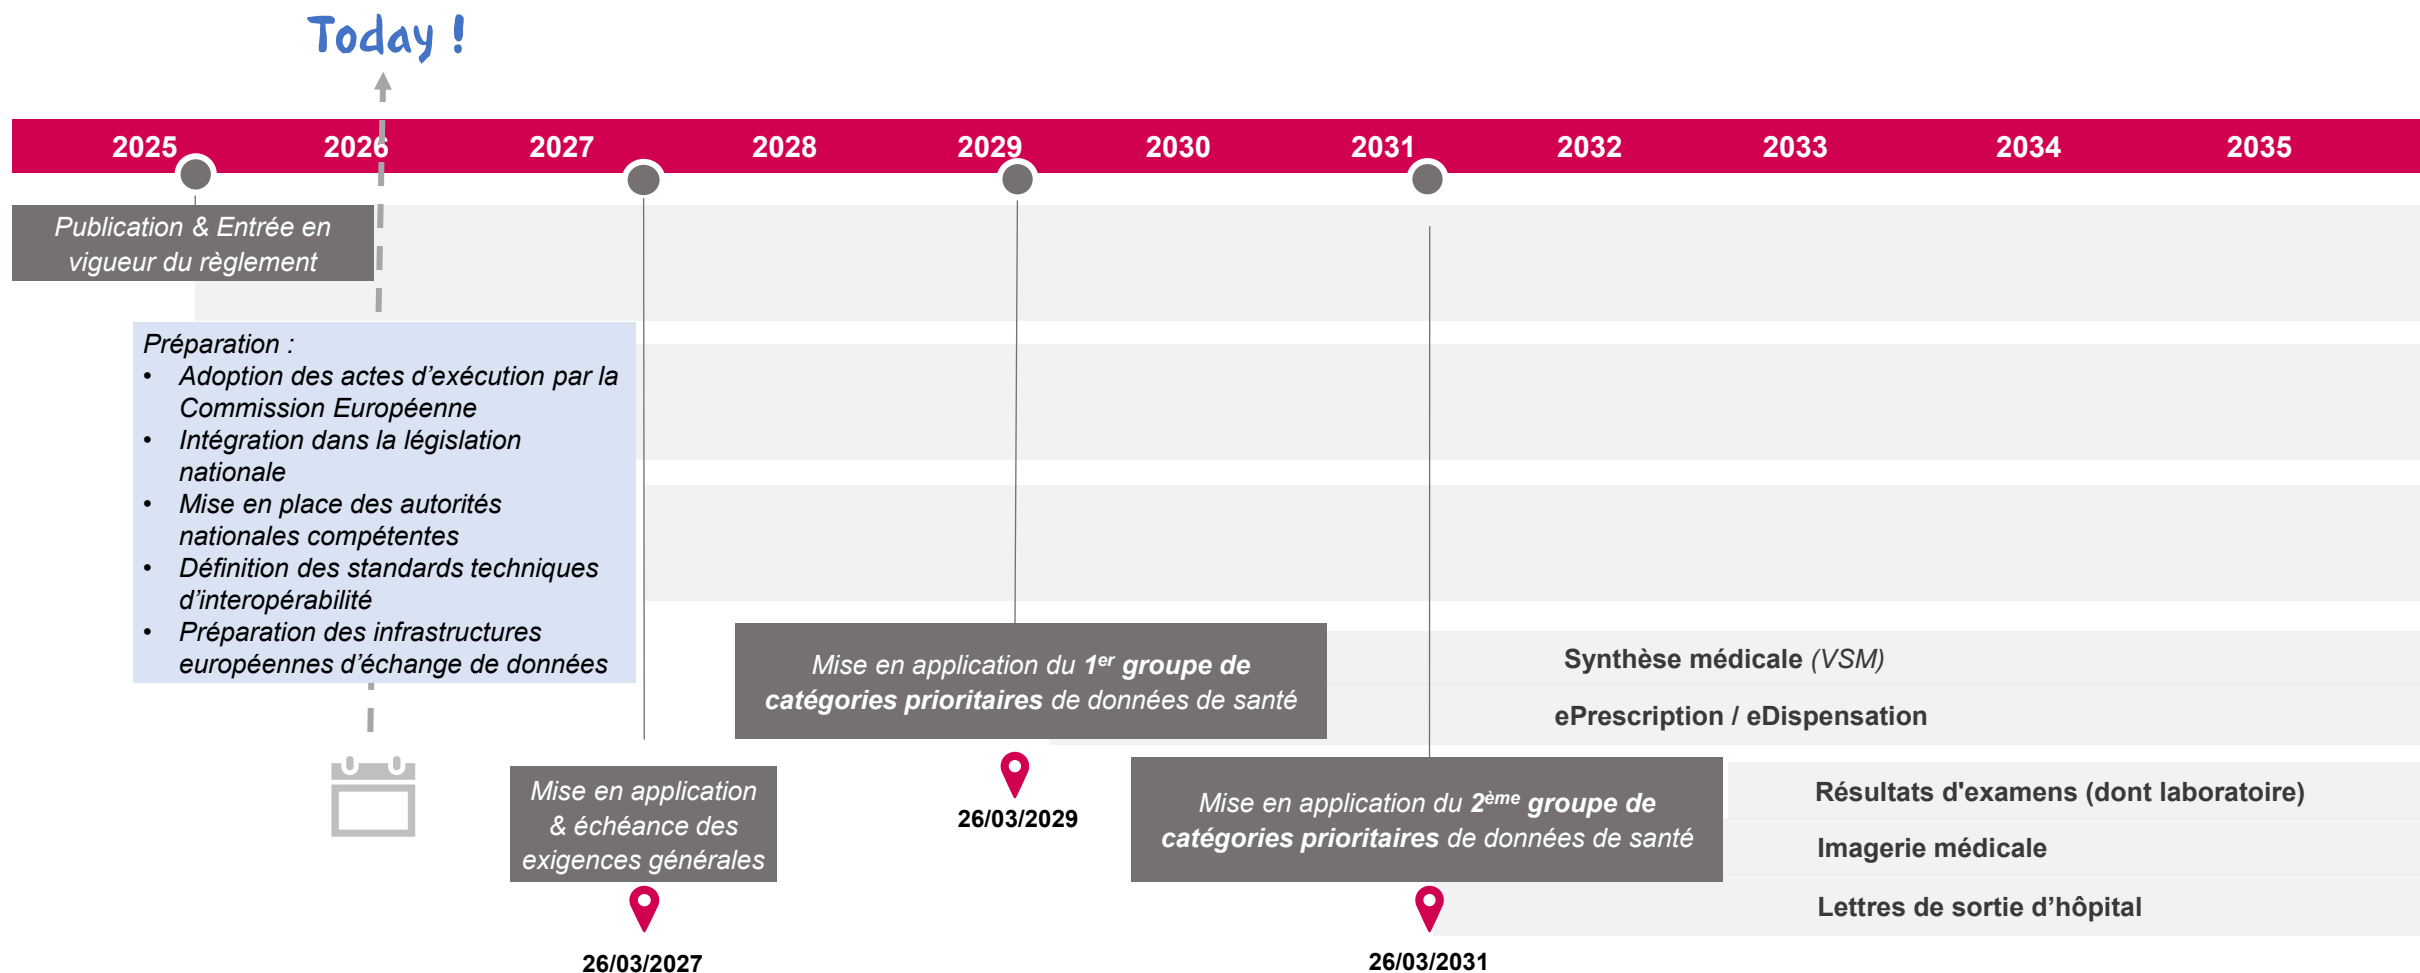 Today !
2025 2026 2027 2028 2029 2030 2031 2032 2033 2034 2035
Publication & Entrée en
vigueur du règlement
Préparation :
• Adoption des actes d’exécution par la
Commission Européenne
• Intégration dans la législation
nationale
• Mise en place des autorités
nationales compétentes
• Définition des standards techniques
d’interopérabilité
• Préparation des infrastructures
européennes d’échange de données
Mise en application
& échéance des
exigences générales
26/03/2027
Mise en application du 1er groupe de
catégories prioritaires de données de santé
26/03/2029
Synthèse médicale (VSM)
ePrescription / eDispensation
Mise en application du 2ème groupe de
catégories prioritaires de données de santé
26/03/2031
Résultats d'examens (dont laboratoire)
Imagerie médicale
Lettres de sortie d’hôpital